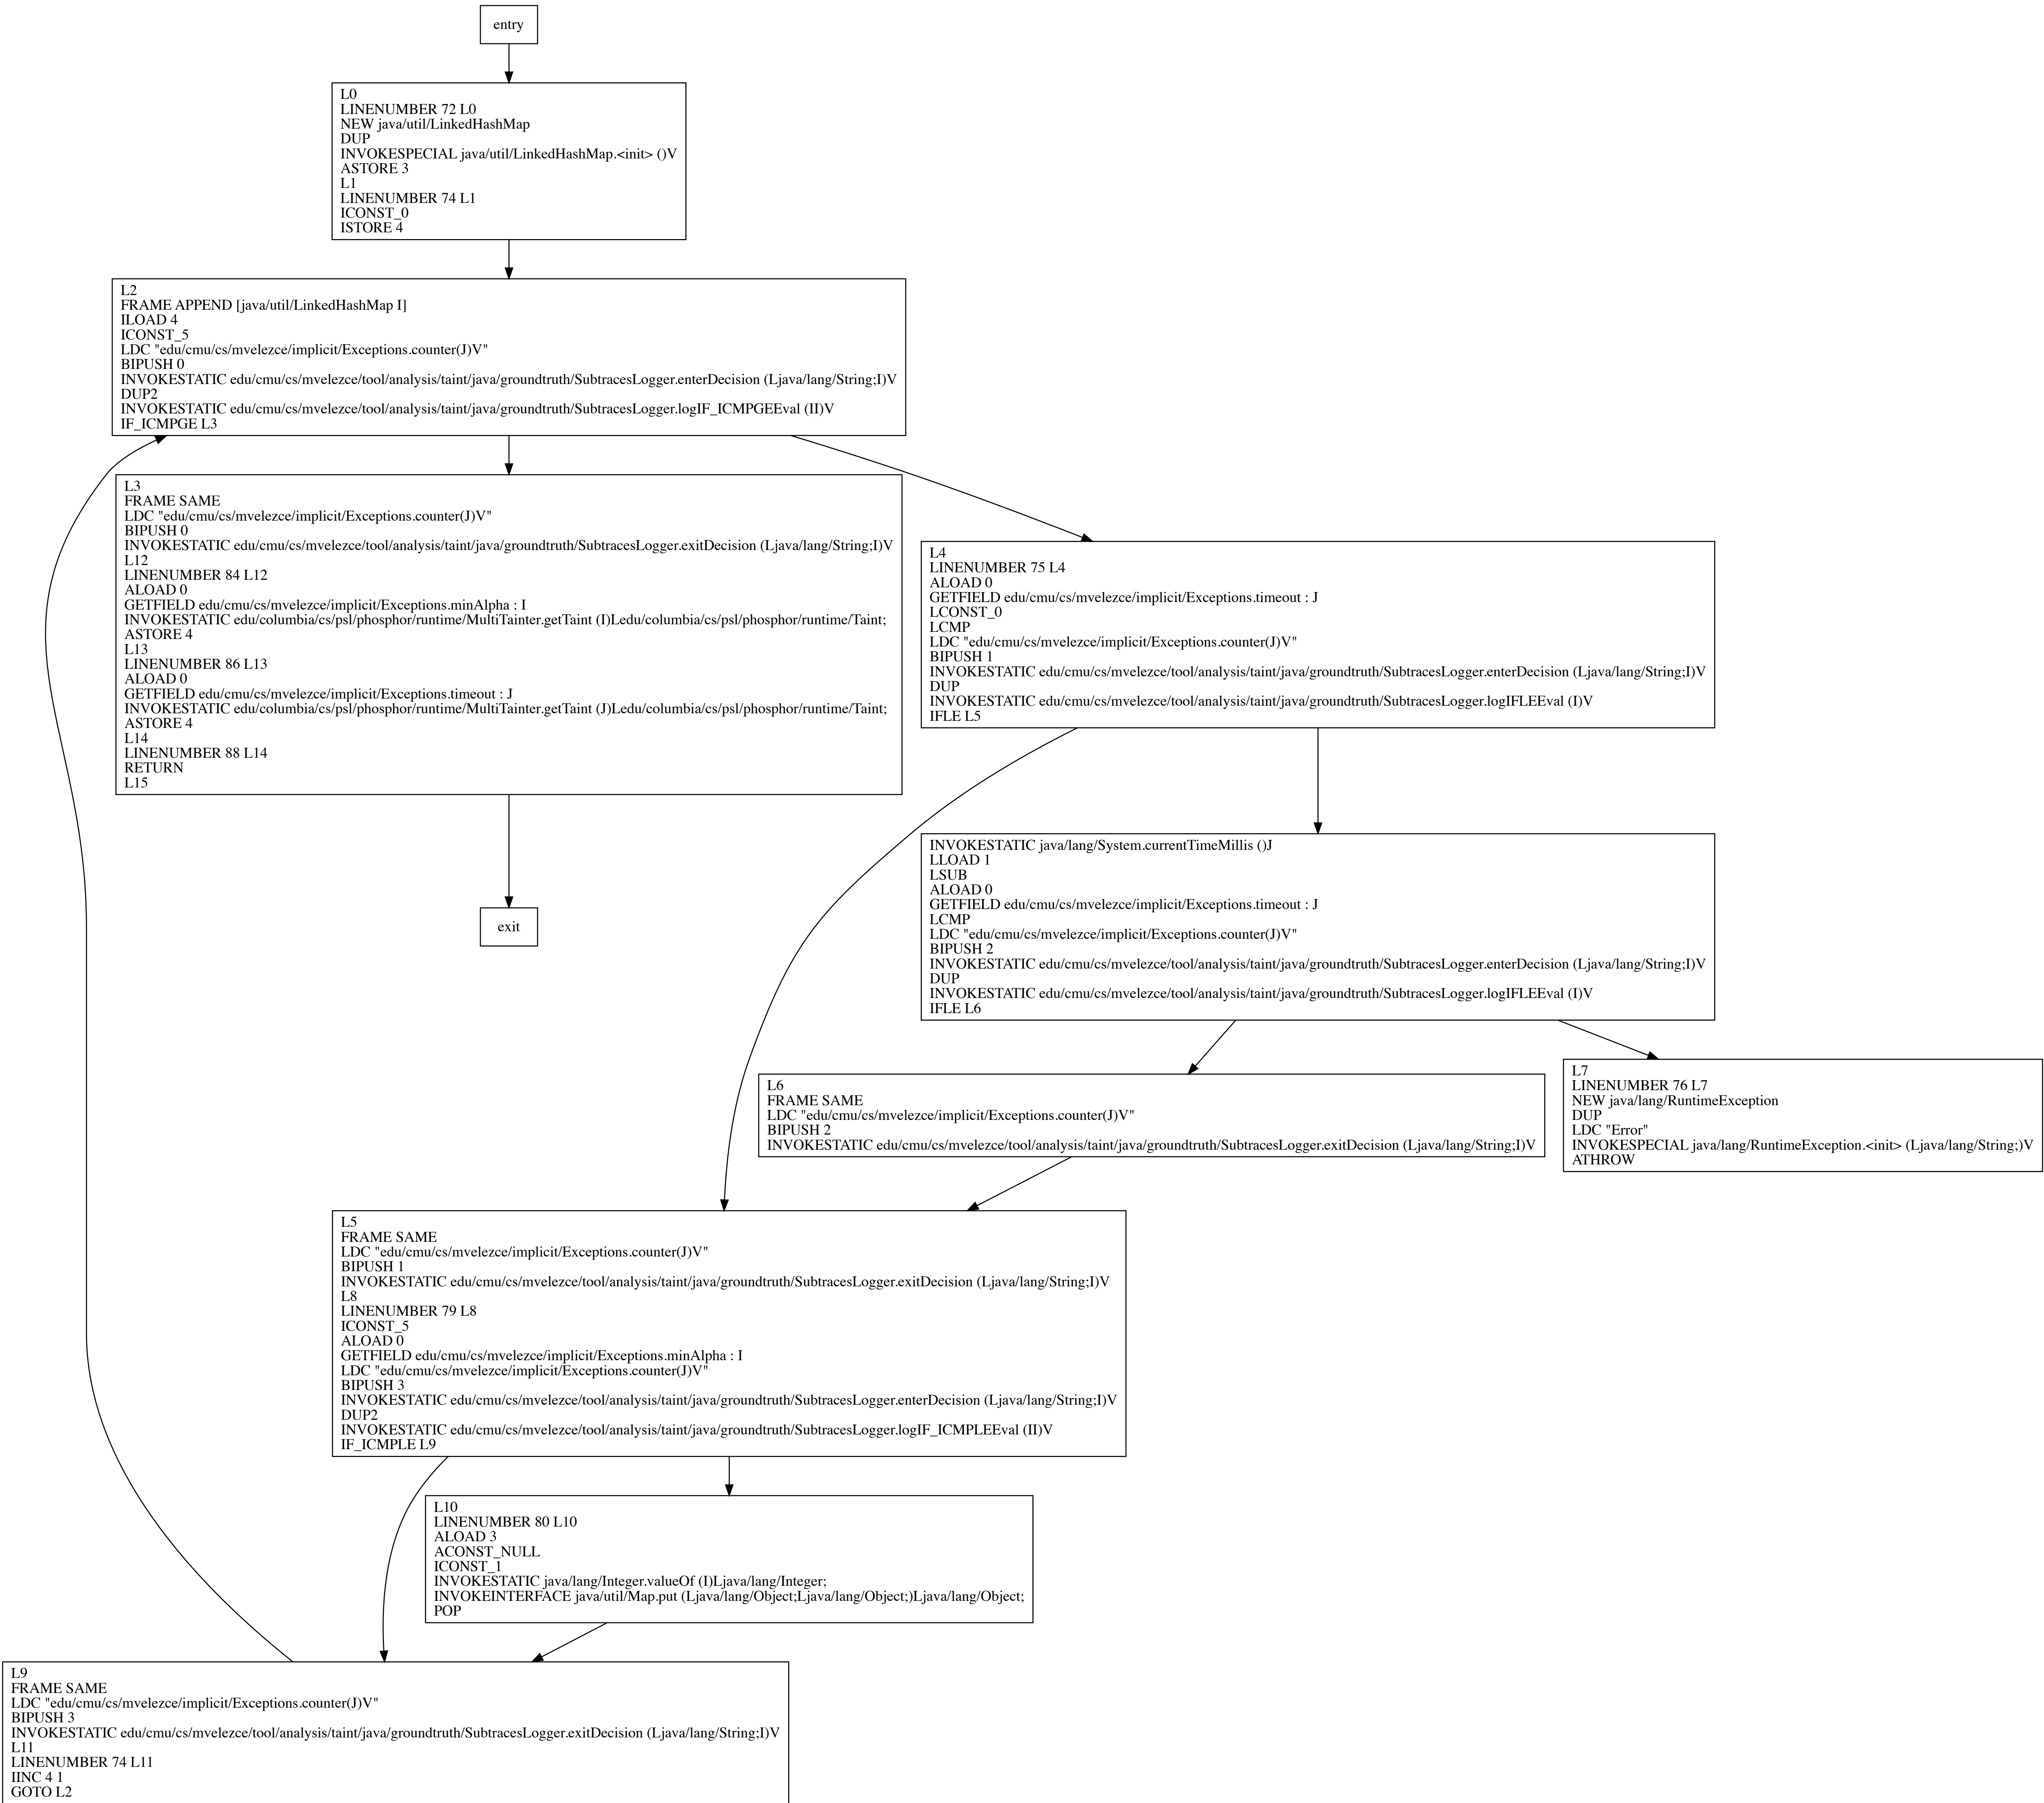 entry
L0
LINENUMBER 72 L0
NEW java/util/LinkedHashMap
DUP
INVOKESPECIAL java/util/LinkedHashMap.<init> ()V
ASTORE 3
L1
LINENUMBER 74 L1
ICONST_0
ISTORE 4
L2
FRAME APPEND [java/util/LinkedHashMap I]
ILOAD 4
ICONST_5
LDC "edu/cmu/cs/mvelezce/implicit/Exceptions.counter(J)V"
BIPUSH 0
INVOKESTATIC edu/cmu/cs/mvelezce/tool/analysis/taint/java/groundtruth/SubtracesLogger.enterDecision (Ljava/lang/String;I)V
DUP2
INVOKESTATIC edu/cmu/cs/mvelezce/tool/analysis/taint/java/groundtruth/SubtracesLogger.logIF_ICMPGEEval (II)V
IF_ICMPGE L3
L3
FRAME SAME
LDC "edu/cmu/cs/mvelezce/implicit/Exceptions.counter(J)V"
BIPUSH 0
INVOKESTATIC edu/cmu/cs/mvelezce/tool/analysis/taint/java/groundtruth/SubtracesLogger.exitDecision (Ljava/lang/String;I)V
L12
LINENUMBER 84 L12
ALOAD 0
GETFIELD edu/cmu/cs/mvelezce/implicit/Exceptions.minAlpha : I
INVOKESTATIC edu/columbia/cs/psl/phosphor/runtime/MultiTainter.getTaint (I)Ledu/columbia/cs/psl/phosphor/runtime/Taint;
ASTORE 4
L13
LINENUMBER 86 L13
ALOAD 0
GETFIELD edu/cmu/cs/mvelezce/implicit/Exceptions.timeout : J
INVOKESTATIC edu/columbia/cs/psl/phosphor/runtime/MultiTainter.getTaint (J)Ledu/columbia/cs/psl/phosphor/runtime/Taint;
ASTORE 4
L14
LINENUMBER 88 L14
RETURN
L15
L4
LINENUMBER 75 L4
ALOAD 0
GETFIELD edu/cmu/cs/mvelezce/implicit/Exceptions.timeout : J
LCONST_0
LCMP
LDC "edu/cmu/cs/mvelezce/implicit/Exceptions.counter(J)V"
BIPUSH 1
INVOKESTATIC edu/cmu/cs/mvelezce/tool/analysis/taint/java/groundtruth/SubtracesLogger.enterDecision (Ljava/lang/String;I)V
DUP
INVOKESTATIC edu/cmu/cs/mvelezce/tool/analysis/taint/java/groundtruth/SubtracesLogger.logIFLEEval (I)V
IFLE L5
INVOKESTATIC java/lang/System.currentTimeMillis ()J
LLOAD 1
LSUB
ALOAD 0
GETFIELD edu/cmu/cs/mvelezce/implicit/Exceptions.timeout : J
LCMP
LDC "edu/cmu/cs/mvelezce/implicit/Exceptions.counter(J)V"
BIPUSH 2
INVOKESTATIC edu/cmu/cs/mvelezce/tool/analysis/taint/java/groundtruth/SubtracesLogger.enterDecision (Ljava/lang/String;I)V
DUP
INVOKESTATIC edu/cmu/cs/mvelezce/tool/analysis/taint/java/groundtruth/SubtracesLogger.logIFLEEval (I)V
IFLE L6
exit
L6
FRAME SAME
LDC "edu/cmu/cs/mvelezce/implicit/Exceptions.counter(J)V"
BIPUSH 2
INVOKESTATIC edu/cmu/cs/mvelezce/tool/analysis/taint/java/groundtruth/SubtracesLogger.exitDecision (Ljava/lang/String;I)V
L7
LINENUMBER 76 L7
NEW java/lang/RuntimeException
DUP
LDC "Error"
INVOKESPECIAL java/lang/RuntimeException.<init> (Ljava/lang/String;)V
ATHROW
L5
FRAME SAME
LDC "edu/cmu/cs/mvelezce/implicit/Exceptions.counter(J)V"
BIPUSH 1
INVOKESTATIC edu/cmu/cs/mvelezce/tool/analysis/taint/java/groundtruth/SubtracesLogger.exitDecision (Ljava/lang/String;I)V
L8
LINENUMBER 79 L8
ICONST_5
ALOAD 0
GETFIELD edu/cmu/cs/mvelezce/implicit/Exceptions.minAlpha : I
LDC "edu/cmu/cs/mvelezce/implicit/Exceptions.counter(J)V"
BIPUSH 3
INVOKESTATIC edu/cmu/cs/mvelezce/tool/analysis/taint/java/groundtruth/SubtracesLogger.enterDecision (Ljava/lang/String;I)V
DUP2
INVOKESTATIC edu/cmu/cs/mvelezce/tool/analysis/taint/java/groundtruth/SubtracesLogger.logIF_ICMPLEEval (II)V
IF_ICMPLE L9
L10
LINENUMBER 80 L10
ALOAD 3
ACONST_NULL
ICONST_1
INVOKESTATIC java/lang/Integer.valueOf (I)Ljava/lang/Integer;
INVOKEINTERFACE java/util/Map.put (Ljava/lang/Object;Ljava/lang/Object;)Ljava/lang/Object;
POP
L9
FRAME SAME
LDC "edu/cmu/cs/mvelezce/implicit/Exceptions.counter(J)V"
BIPUSH 3
INVOKESTATIC edu/cmu/cs/mvelezce/tool/analysis/taint/java/groundtruth/SubtracesLogger.exitDecision (Ljava/lang/String;I)V
L11
LINENUMBER 74 L11
IINC 4 1
GOTO L2